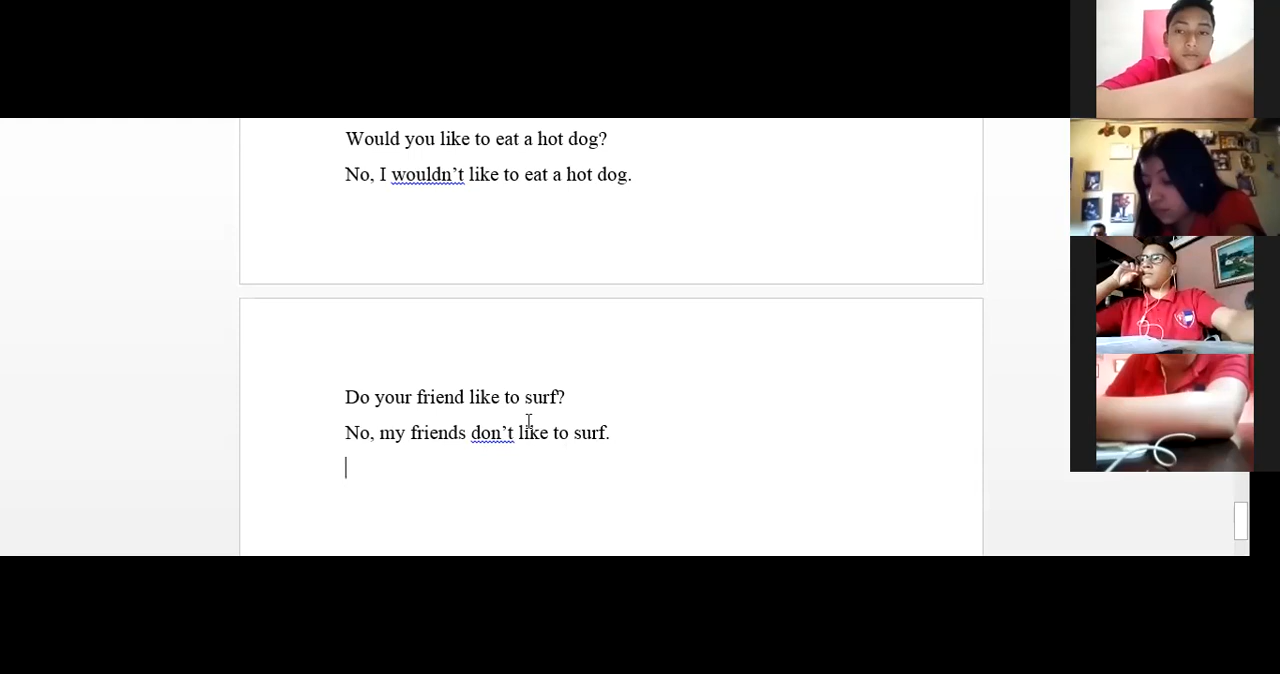 Would you like to eat a hot dog?
No, I wouldn’t like to eat a hot dog.
Do your friend like to surf?
No, my friends don’t like to surf.